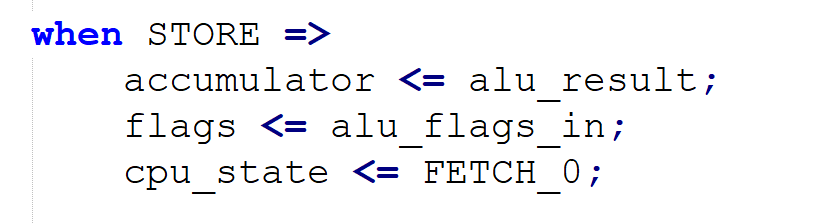 when STORE =>
accumulator <= alu_result;
flags <= alu_flags_in;
cpu_state <= FETCH_0;